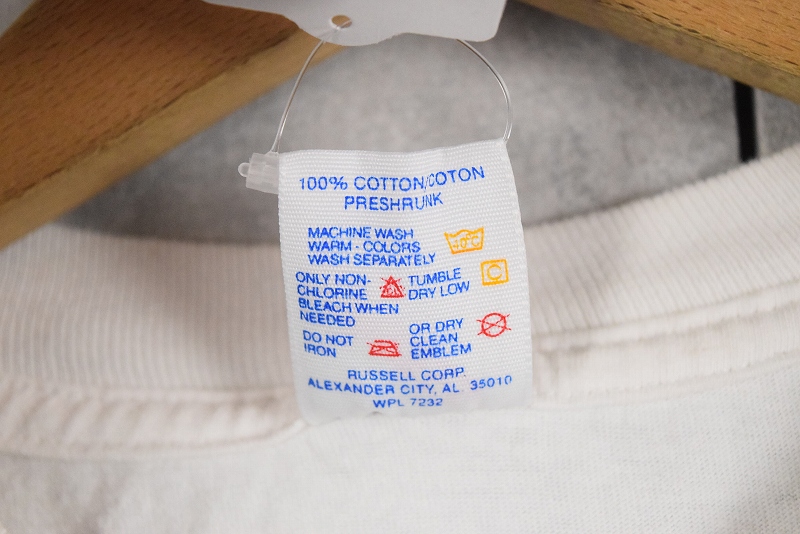 100% COTTON/COTON
PRESHRUNK
MACHINE WASH
WARM - COLORS
WASH SEPARATELY
40°C
ONLY NON-
CHLORINE
BLEACH WHEN
NEEDED
TUMBLE
DRY LOW
C
DO NOT
IRON
OR DRY
CLEAN
EMBLEM
RUSSELL CORP.
ALEXANDER CITY, AL 35010
WPL 7232